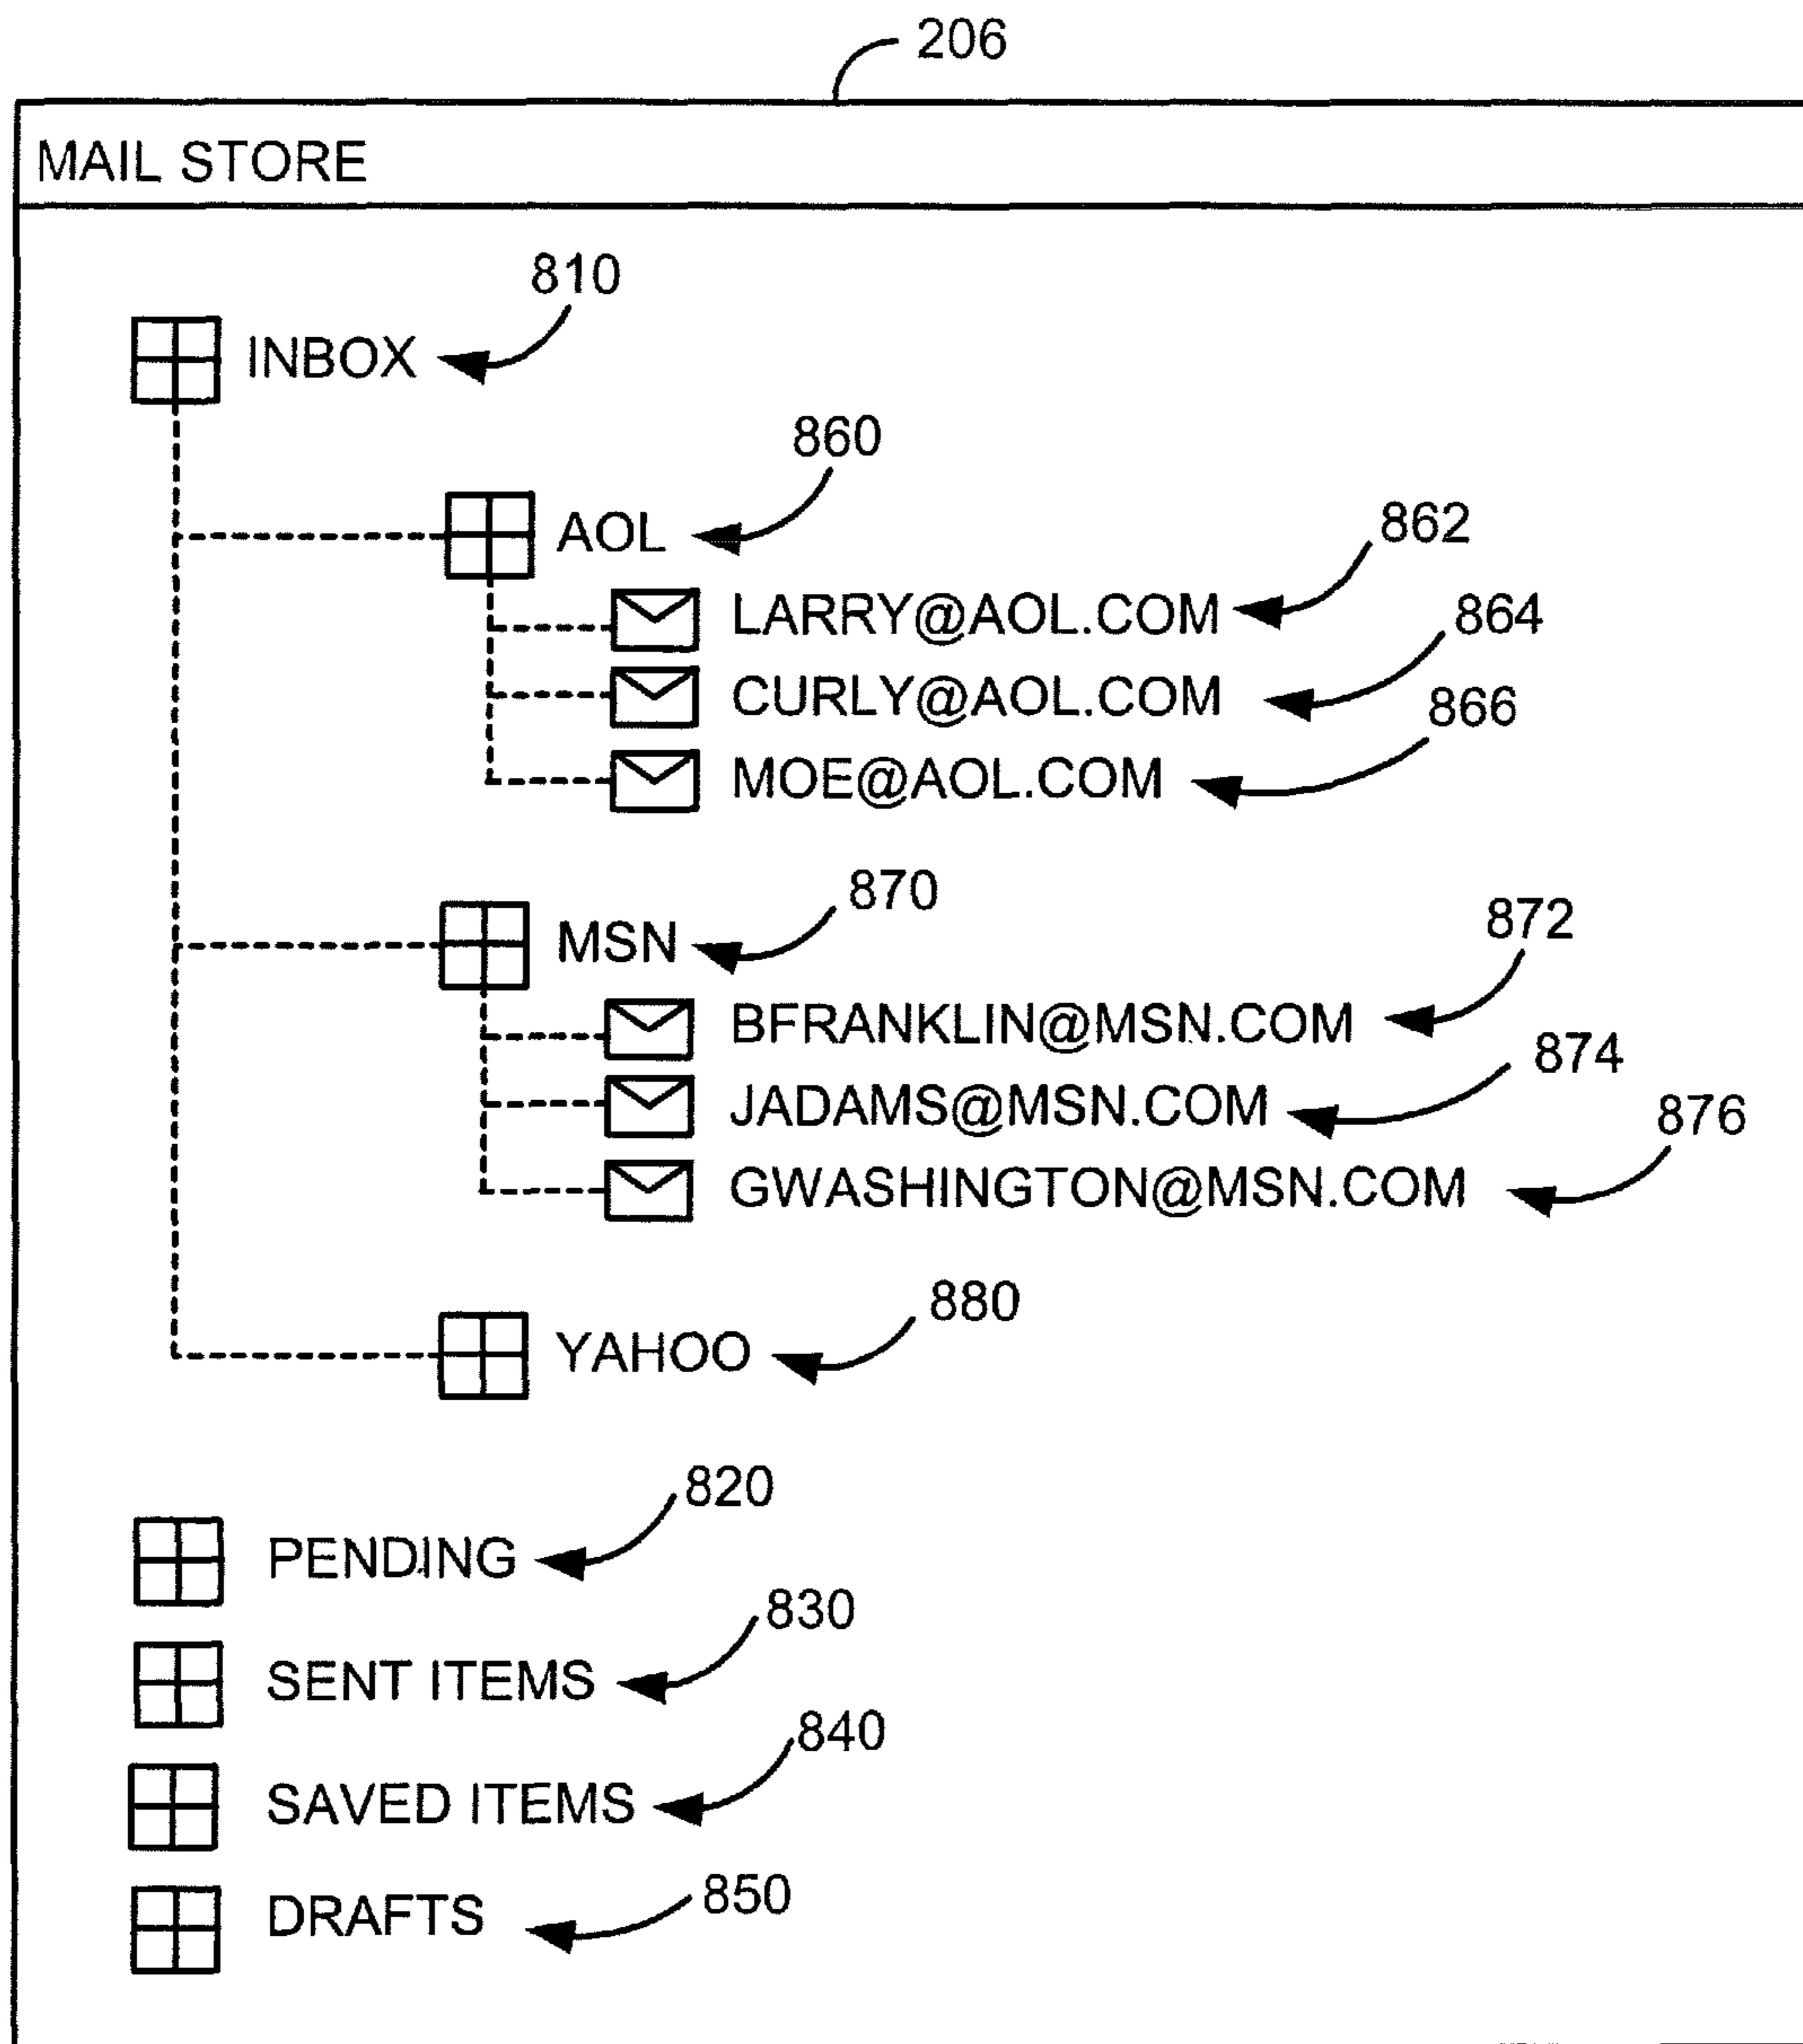 206
MAIL STORE
810
INBOX
860
AOL
862
LARRY@AOL.COM
864
CURLY@AOL.COM
866
MOE@AOL.COM
870
MSN
872
BFRANKLIN@MSN.COM
874
JADAMS@MSN.COM
876
GWASHINGTON@MSN.COM
880
YAHOO
820
PENDING
830
SENT ITEMS
840
SAVED ITEMS
850
DRAFTS